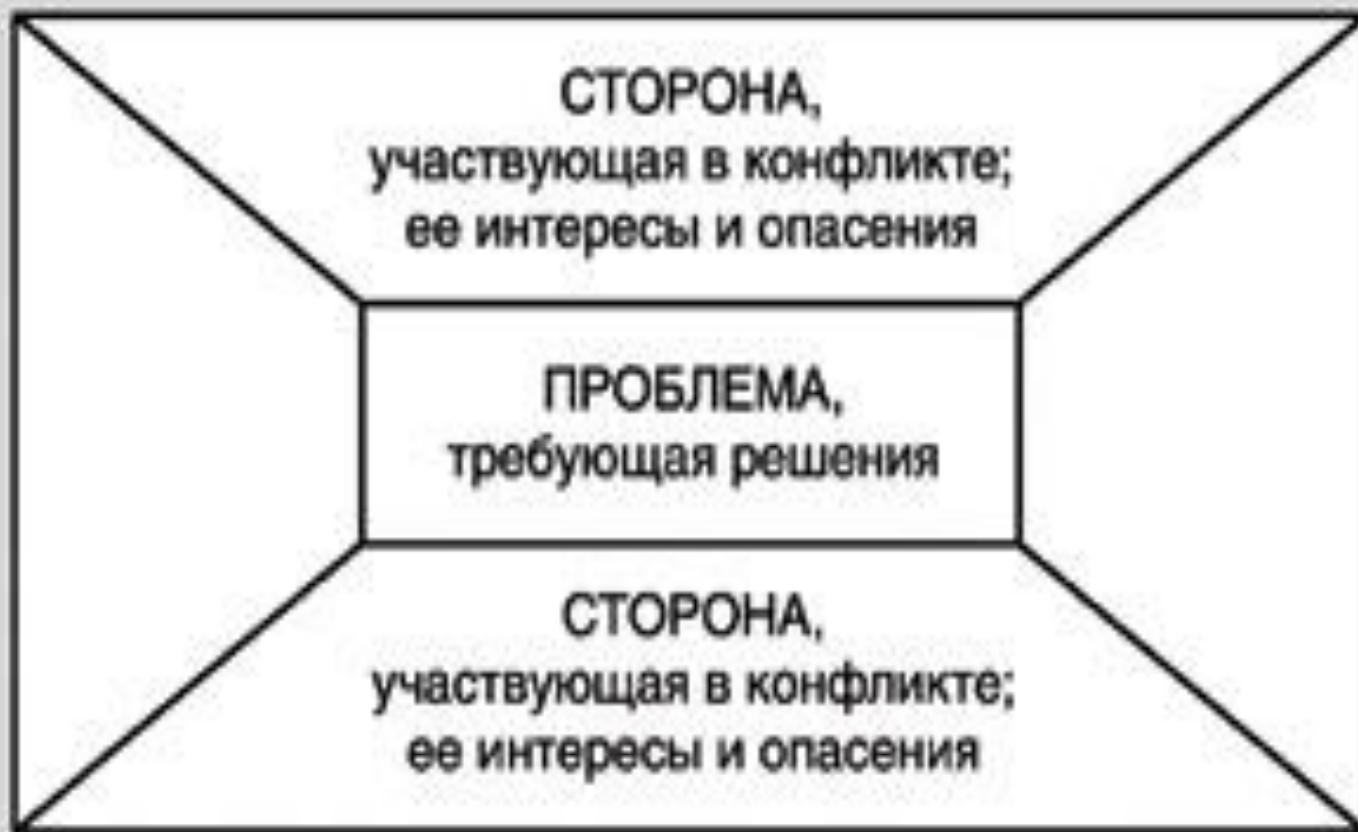 СТОРОНА,
участвующая в конфликте;
ее интересы и опасения
ПРОБЛЕМА,
требующая решения
СТОРОНА,
участвующая в конфликте;
ее интересы и опасения